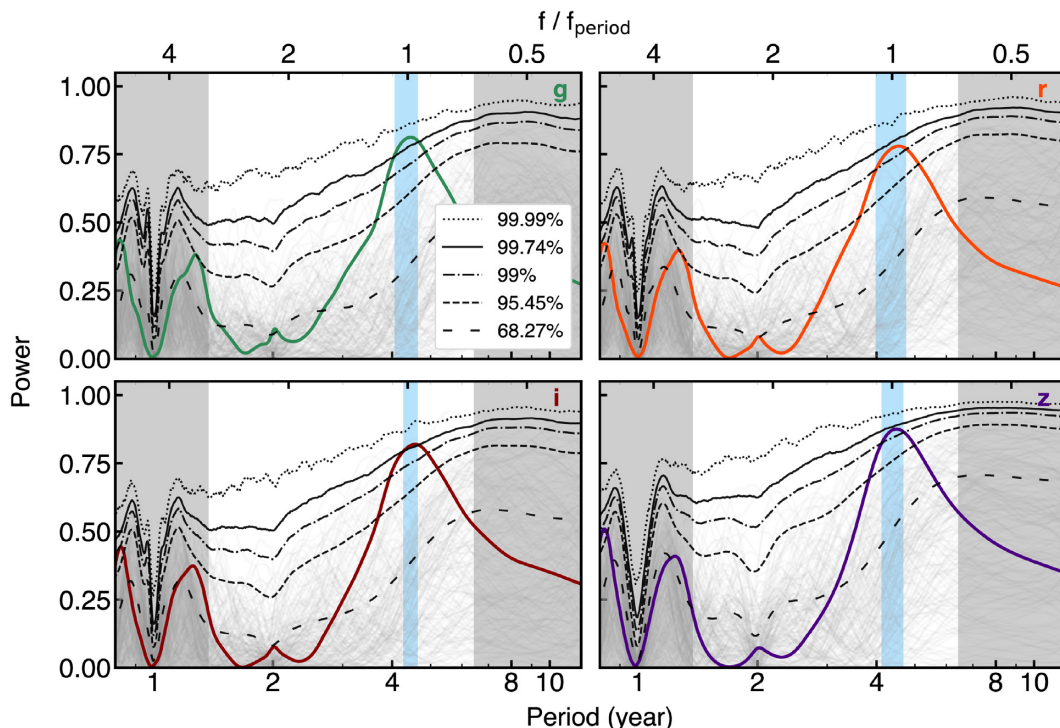 f / f_period
4 2 1 0.5 4 2 1 0.5
1.00 g r
0.75
0.50
99.99%
99.74%
0.25
99%
95.45%
68.27%
0.00
Power
1.00 i z
0.75
0.50
0.25
0.00
1 2 4 8 10 1 2 4 8 10
Period (year)